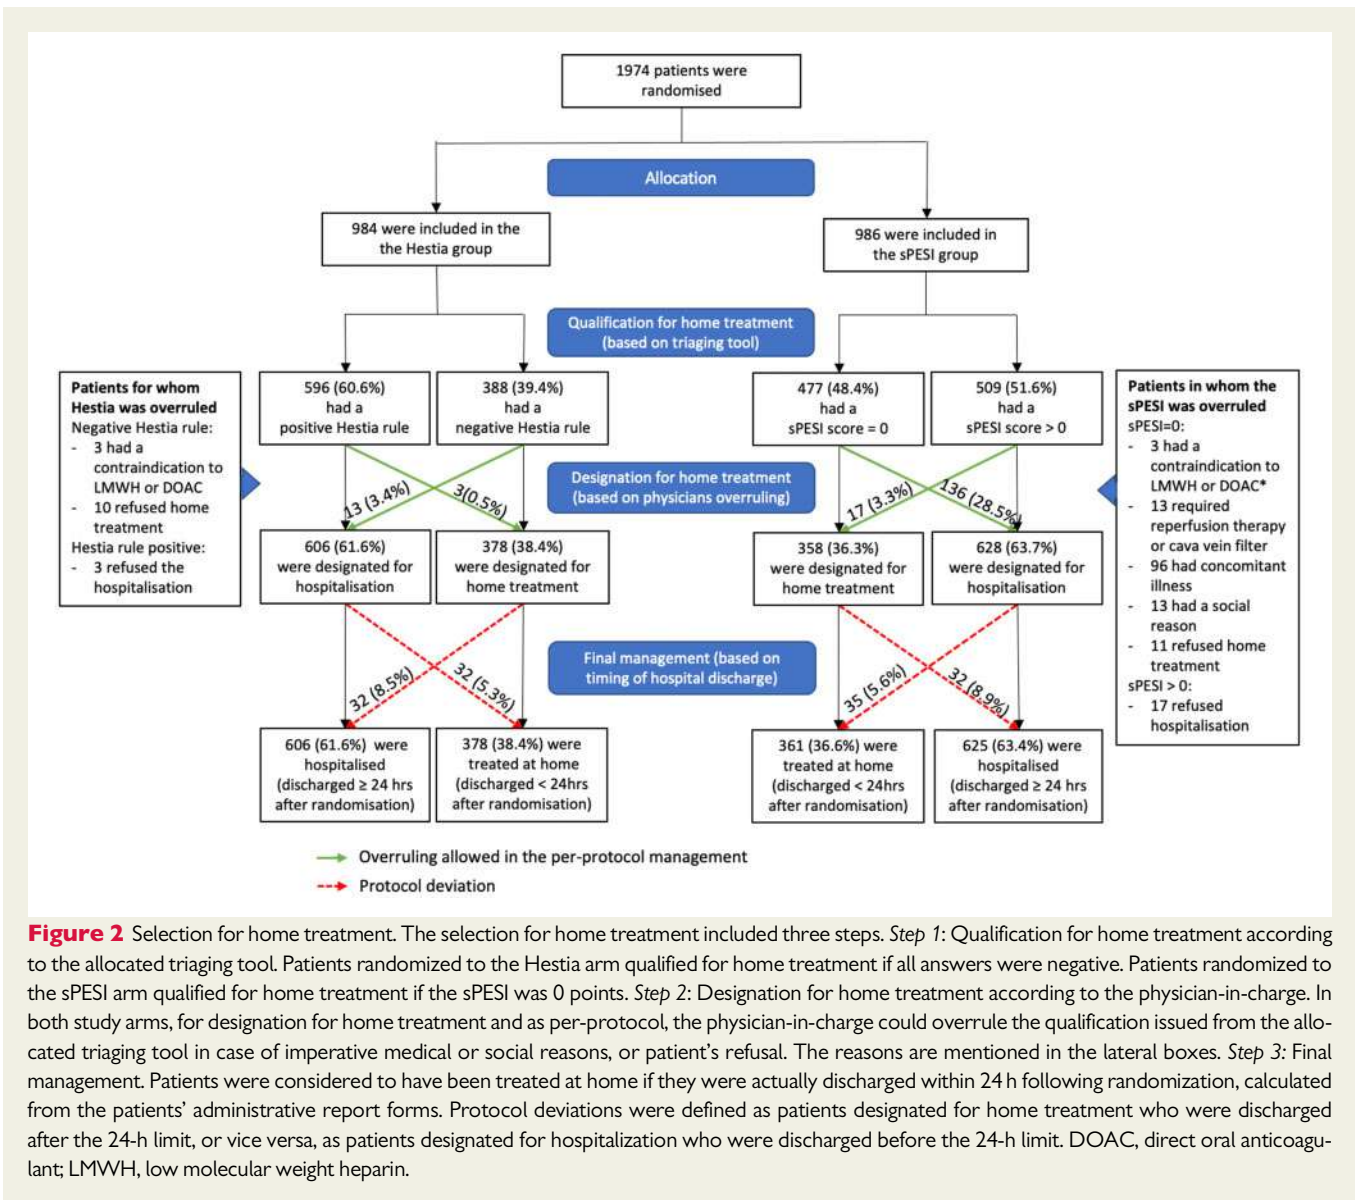 1974 patients were
randomised
Allocation
984 were included in the
the Hestia group
986 were included in
the sPESI group
Qualification for home treatment
(based on triaging tool)
Patients for whom
Hestia was overruled
Negative Hestia rule:
- 3 had a
contraindication to
LMWH or DOAC
- 10 refused home
treatment
Hestia rule positive:
- 3 refused the
hospitalisation
596 (60.6%)
had a
positive Hestia rule
388 (39.4%)
had a
negative Hestia rule
477 (48.4%)
had a
sPESI score = 0
509 (51.6%)
had a
sPESI score > 0
Patients in whom the
sPESI was overruled
sPESI=0:
- 3 had a
contraindication to
LMWH or DOAC*
- 13 required
reperfusion therapy
or cava vein filter
- 96 had concomitant
illness
- 13 had a social
reason
- 11 refused home
treatment
sPESI > 0:
- 17 refused
hospitalisation
Designation for home treatment
(based on physicians overruling)
13 (3.4%)
3(0.5%)
17 (3.3%)
136 (28.5%)
606 (61.6%)
were designated for
hospitalisation
378 (38.4%)
were designated for
home treatment
358 (36.3%)
were designated for
home treatment
628 (63.7%)
were designated for
hospitalisation
Final management (based on
timing of hospital discharge)
32 (8.5%)
32 (5.3%)
35 (5.6%)
32 (8.9%)
606 (61.6%) were
hospitalised
(discharged ≥ 24 hrs
after randomisation)
378 (38.4%) were
treated at home
(discharged < 24hrs
after randomisation)
361 (36.6%) were
treated at home
(discharged < 24hrs
after randomisation)
625 (63.4%) were
hospitalised
(discharged ≥ 24 hrs
after randomisation)
Overruling allowed in the per-protocol management
Protocol deviation
Figure 2 Selection for home treatment. The selection for home treatment included three steps. Step 1: Qualification for home treatment according
to the allocated triaging tool. Patients randomized to the Hestia arm qualified for home treatment if all answers were negative. Patients randomized to
the sPESI arm qualified for home treatment if the sPESI was 0 points. Step 2: Designation for home treatment according to the physician-in-charge. In
both study arms, for designation for home treatment and as per-protocol, the physician-in-charge could overrule the qualification issued from the allo-
cated triaging tool in case of imperative medical or social reasons, or patient's refusal. The reasons are mentioned in the lateral boxes. Step 3: Final
management. Patients were considered to have been treated at home if they were actually discharged within 24 h following randomization, calculated
from the patients' administrative report forms. Protocol deviations were defined as patients designated for home treatment who were discharged
after the 24-h limit, or vice versa, as patients designated for hospitalization who were discharged before the 24-h limit. DOAC, direct oral anticoagu-
lant; LMWH, low molecular weight heparin.